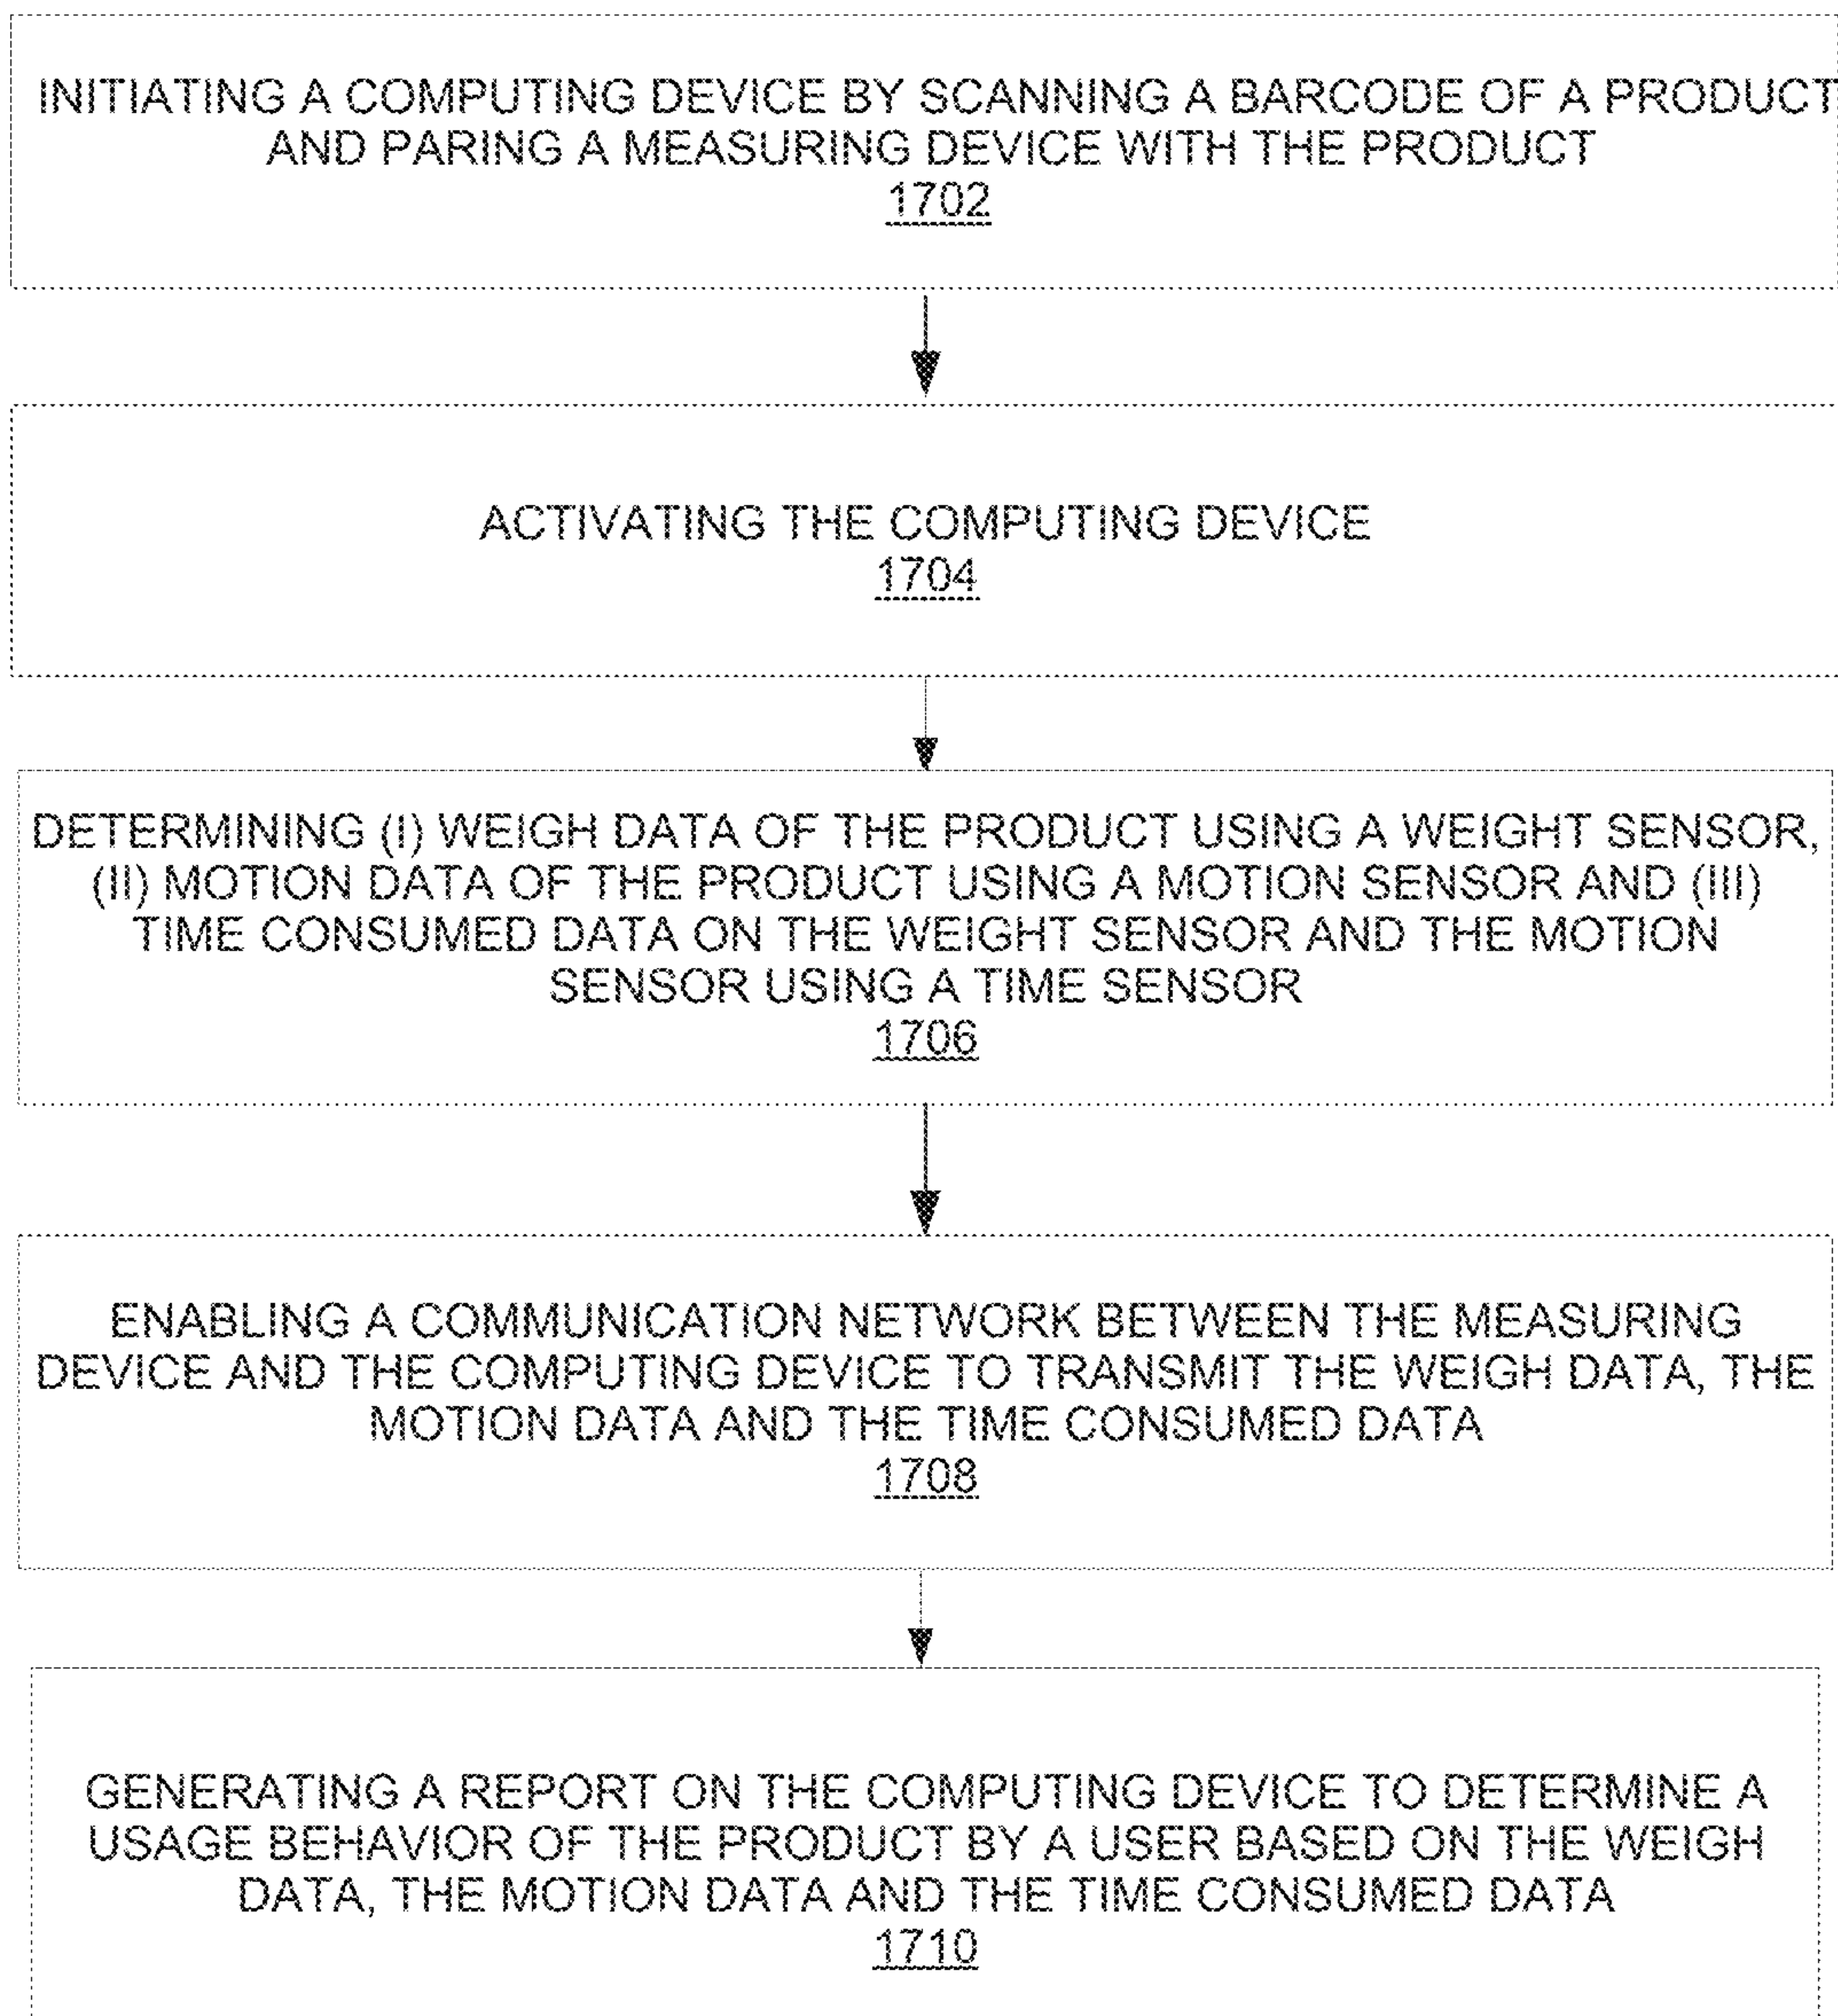 INITIATING A COMPUTING DEVICE BY SCANNING A BARCODE OF A PRODUCT
AND PARING A MEASURING DEVICE WITH THE PRODUCT
1702
ACTIVATING THE COMPUTING DEVICE
1704
DETERMINING (I) WEIGH DATA OF THE PRODUCT USING A WEIGHT SENSOR,
(II) MOTION DATA OF THE PRODUCT USING A MOTION SENSOR AND (III)
TIME CONSUMED DATA ON THE WEIGHT SENSOR AND THE MOTION
SENSOR USING A TIME SENSOR
1706
ENABLING A COMMUNICATION NETWORK BETWEEN THE MEASURING
DEVICE AND THE COMPUTING DEVICE TO TRANSMIT THE WEIGH DATA, THE
MOTION DATA AND THE TIME CONSUMED DATA
1708
GENERATING A REPORT ON THE COMPUTING DEVICE TO DETERMINE A
USAGE BEHAVIOR OF THE PRODUCT BY A USER BASED ON THE WEIGH
DATA, THE MOTION DATA AND THE TIME CONSUMED DATA
1710